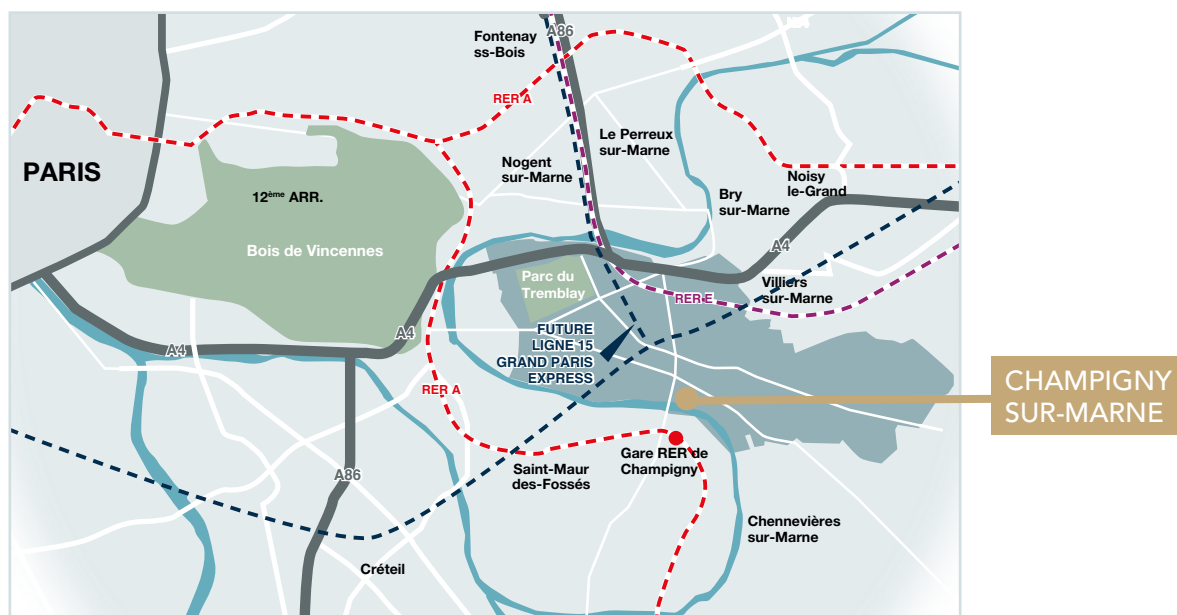 Fontenay
ss-Bois
A86
RER A
Le Perreux
sur-Marne
PARIS
Nogent
sur-Marne
12ème ARR.
Noisy
le-Grand
Bry
sur-Marne
Bois de Vincennes
A4
Parc du
Tremblay
Villiers
sur-Marne
RER E
FUTURE
LIGNE 15
GRAND PARIS
EXPRESS
A4
A4
RER A
CHAMPIGNY
SUR-MARNE
Gare RER de
Champigny
Saint-Maur
des-Fossés
A86
Chennevières
sur-Marne
Créteil